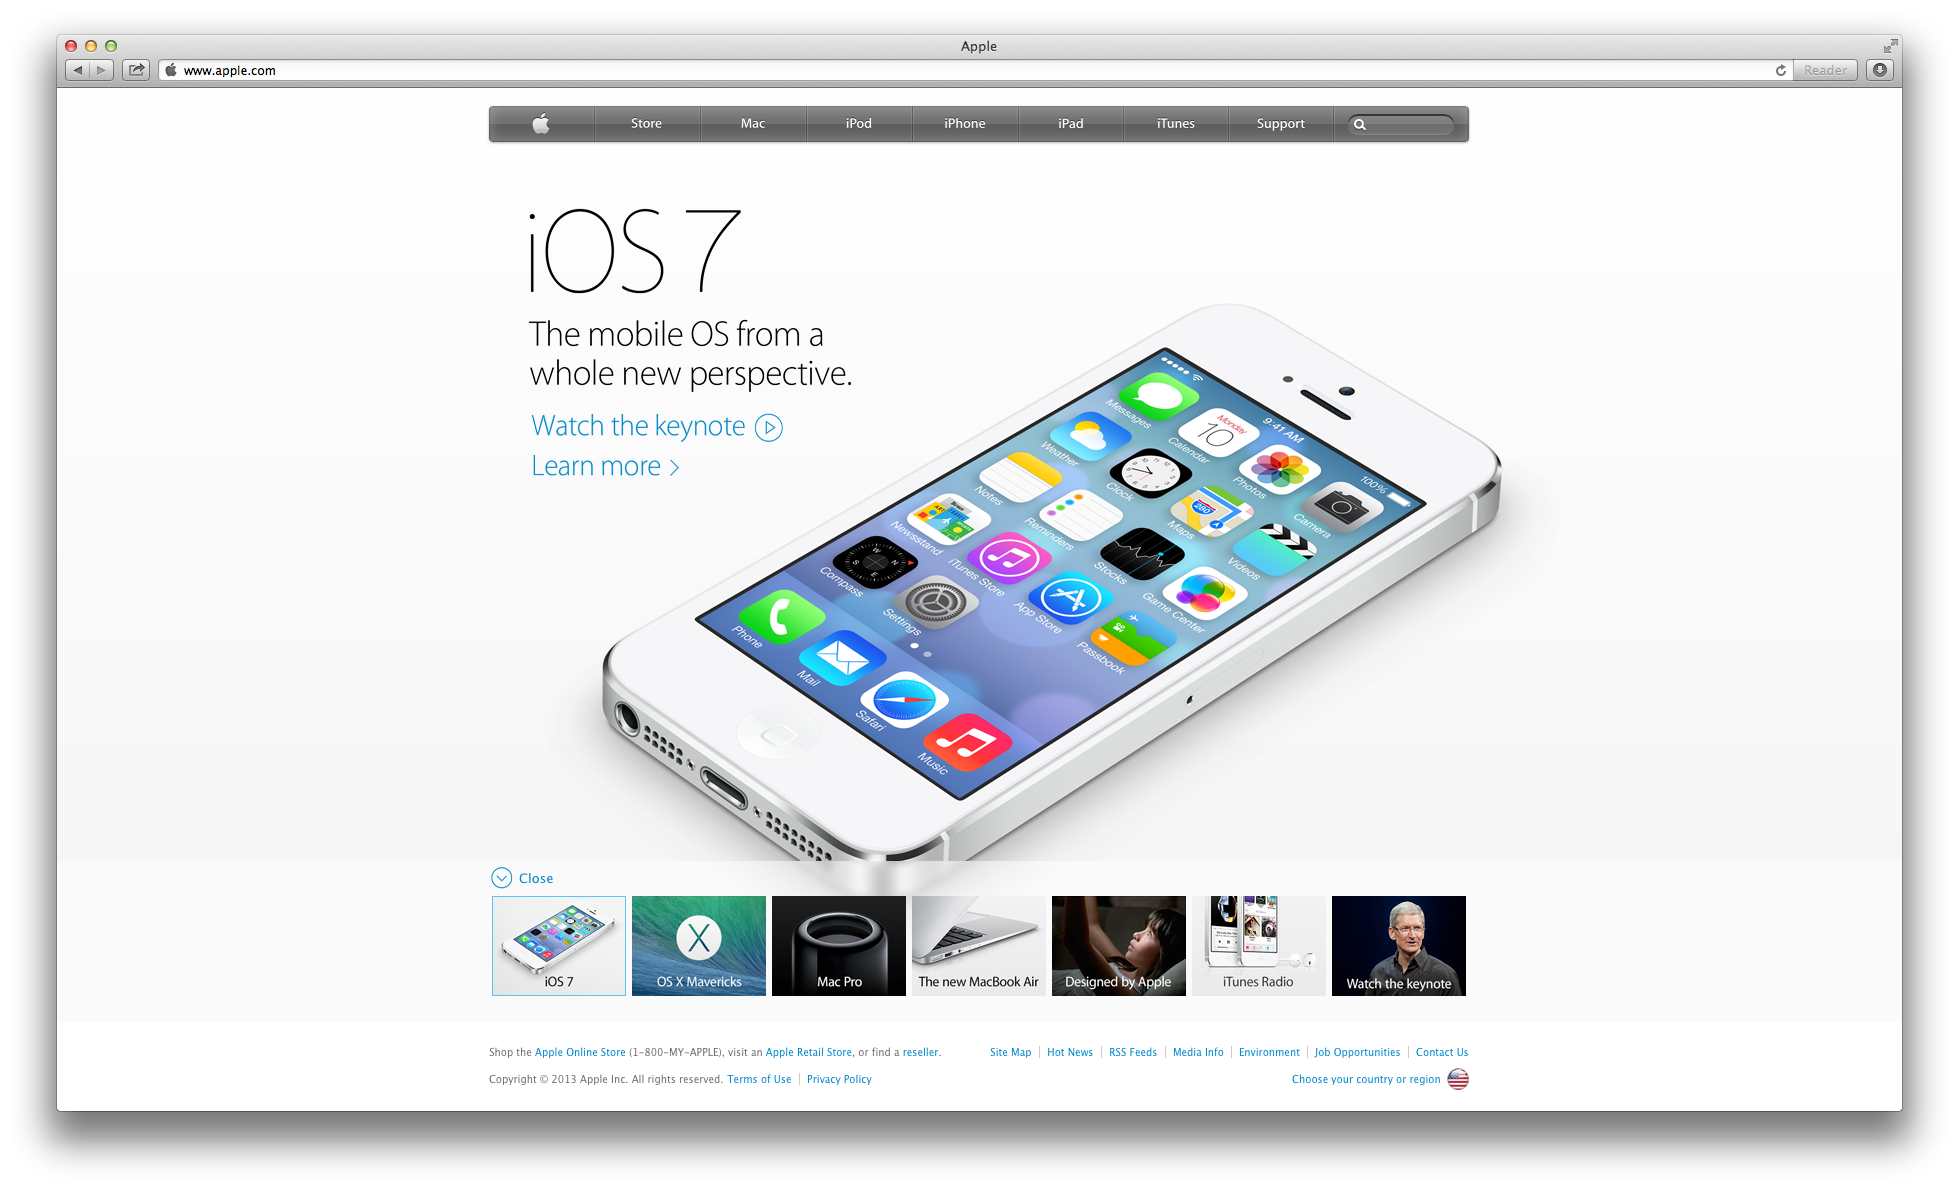 Apple
www.apple.com
Reader
Store
Mac
iPod
iPhone
iPad
iTunes
Support
iOS 7
The mobile OS from a
whole new perspective.
Watch the keynote
Learn more
9:41 AM
100%
Messages
Monday
10
Calendar
Photos
Camera
Weather
Clock
280
Maps
Videos
Notes
Reminders
Stocks
Game Center
Newsstand
iTunes Store
App Store
Passbook
N
W
E
S
Compass
Settings
Phone
Mail
Safari
Music
Close
iOS 7
X
OS X Mavericks
Mac Pro
The new MacBook Air
Designed by Apple
iTunes Radio
Watch the keynote
Shop the Apple Online Store (1-800-MY-APPLE), visit an Apple Retail Store, or find a reseller.
Site Map | Hot News | RSS Feeds | Media Info | Environment | Job Opportunities | Contact Us
Copyright © 2013 Apple Inc. All rights reserved. Terms of Use | Privacy Policy
Choose your country or region